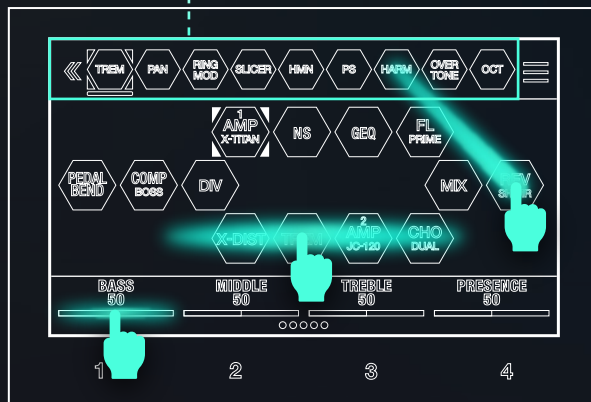 «
TREM PAN RING MOD SLICER HMN PS HARM OVER TONE OCT
1 AMP X-TITAN NS GEQ FL PRIME
PEDAL BEND COMP BOSS DIV MIX
X-DIST 2 AMP JC-120 CHO DUAL
BASS MIDDLE TREBLE PRESENCE
50 50 50 50
1 2 3 4